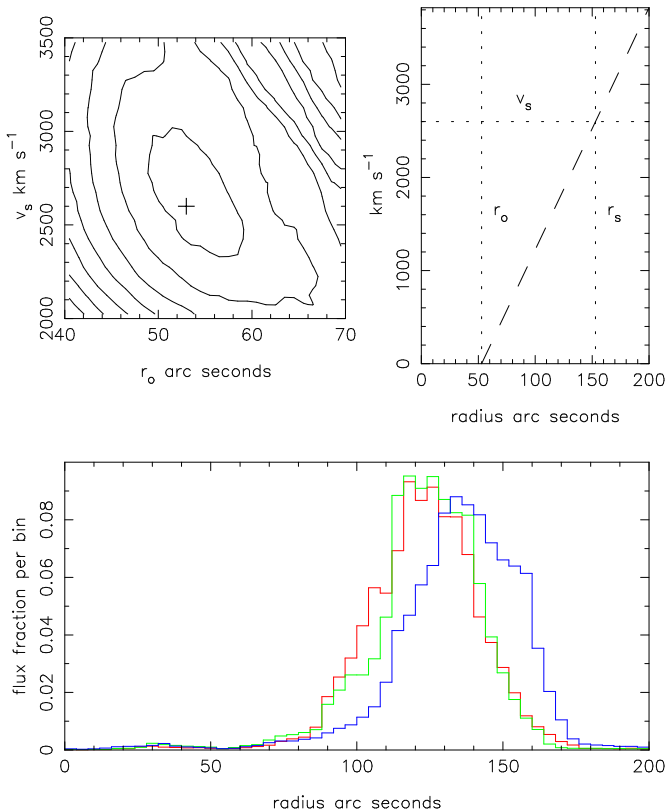 3500
3000
2500
2000
v_s km s^-1
40 50 60 70
r_o arc seconds
3000
2000
1000
0
km s^-1
v_s
r_o
r_s
0 50 100 150 200
radius arc seconds
0.08
0.06
0.04
0.02
0
flux fraction per bin
0 50 100 150 200
radius arc seconds